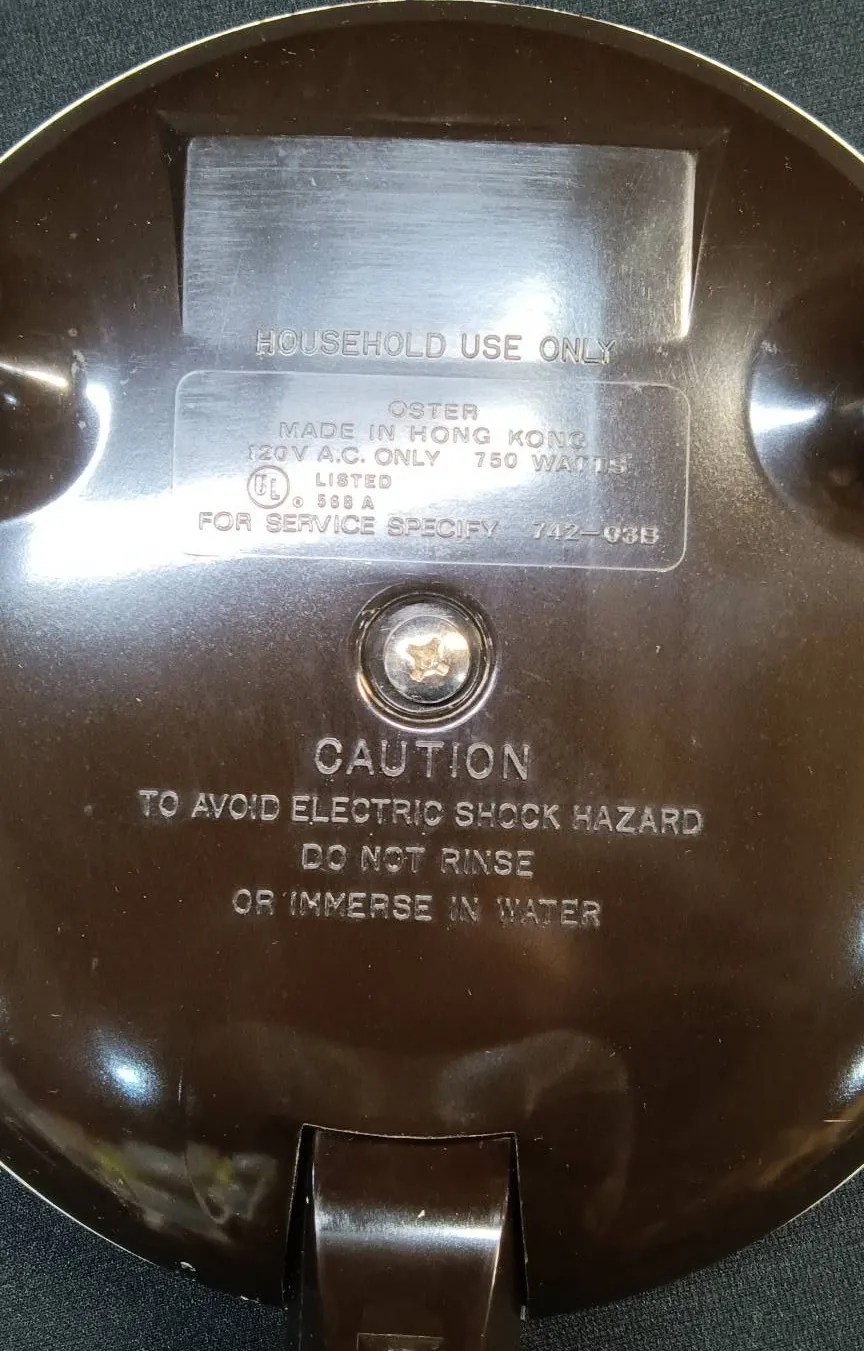 HOUSEHOLD USE ONLY
OSTER
MADE IN HONG KONG
120V A.C. ONLY 750 WATTS
UL ® LISTED
568 A
FOR SERVICE SPECIFY 742-03B
CAUTION
TO AVOID ELECTRIC SHOCK HAZARD
DO NOT RINSE
OR IMMERSE IN WATER